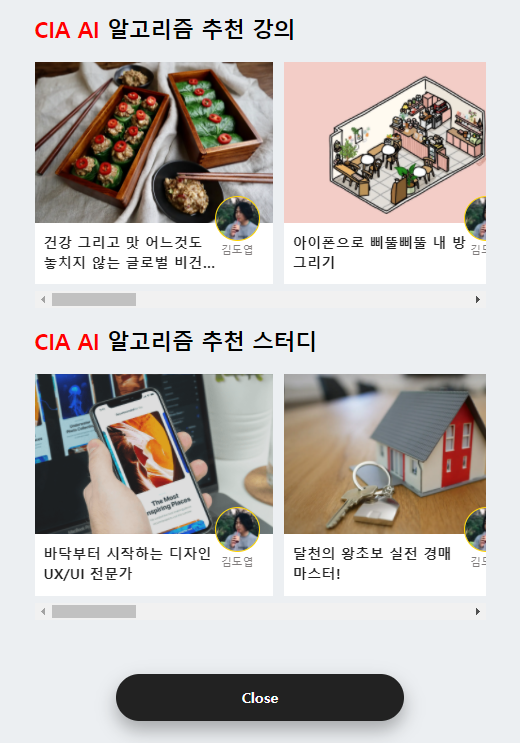 CIA AI 알고리즘 추천 강의
건강 그리고 맛 어느것도
놓치지 않는 글로벌 비건...
김도엽
아이폰으로 삐뚤삐뚤 내 방
그리기
김도
CIA AI 알고리즘 추천 스터디
The Most
Inspiring Places
바닥부터 시작하는 디자인
UX/UI 전문가
김도엽
달천의 왕초보 실전 경매
마스터!
김도
Close